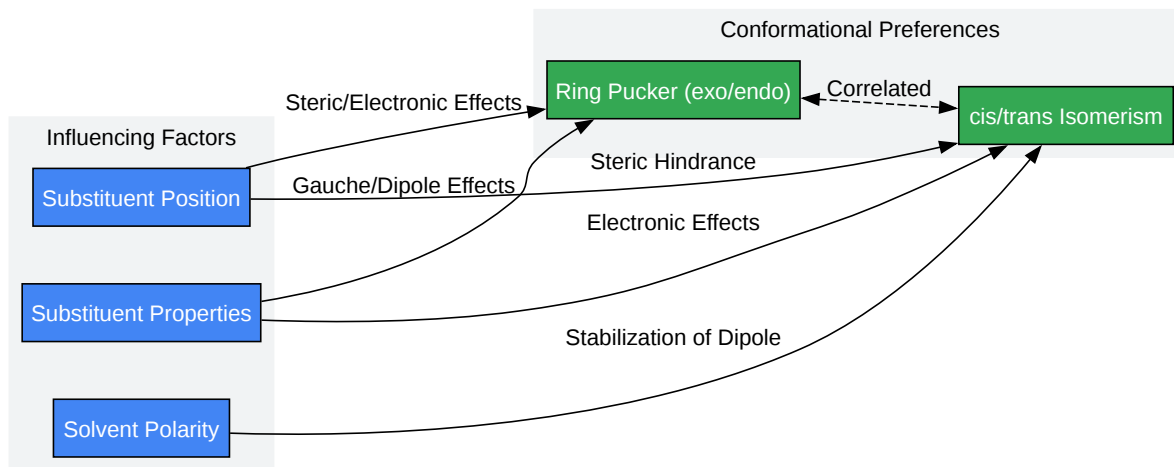 Conformational Preferences
Ring Pucker (exo/endo)
Correlated
cis/trans Isomerism
Steric/Electronic Effects
Influencing Factors
Steric Hindrance
Gauche/Dipole Effects
Substituent Position
Electronic Effects
Substituent Properties
Stabilization of Dipole
Solvent Polarity